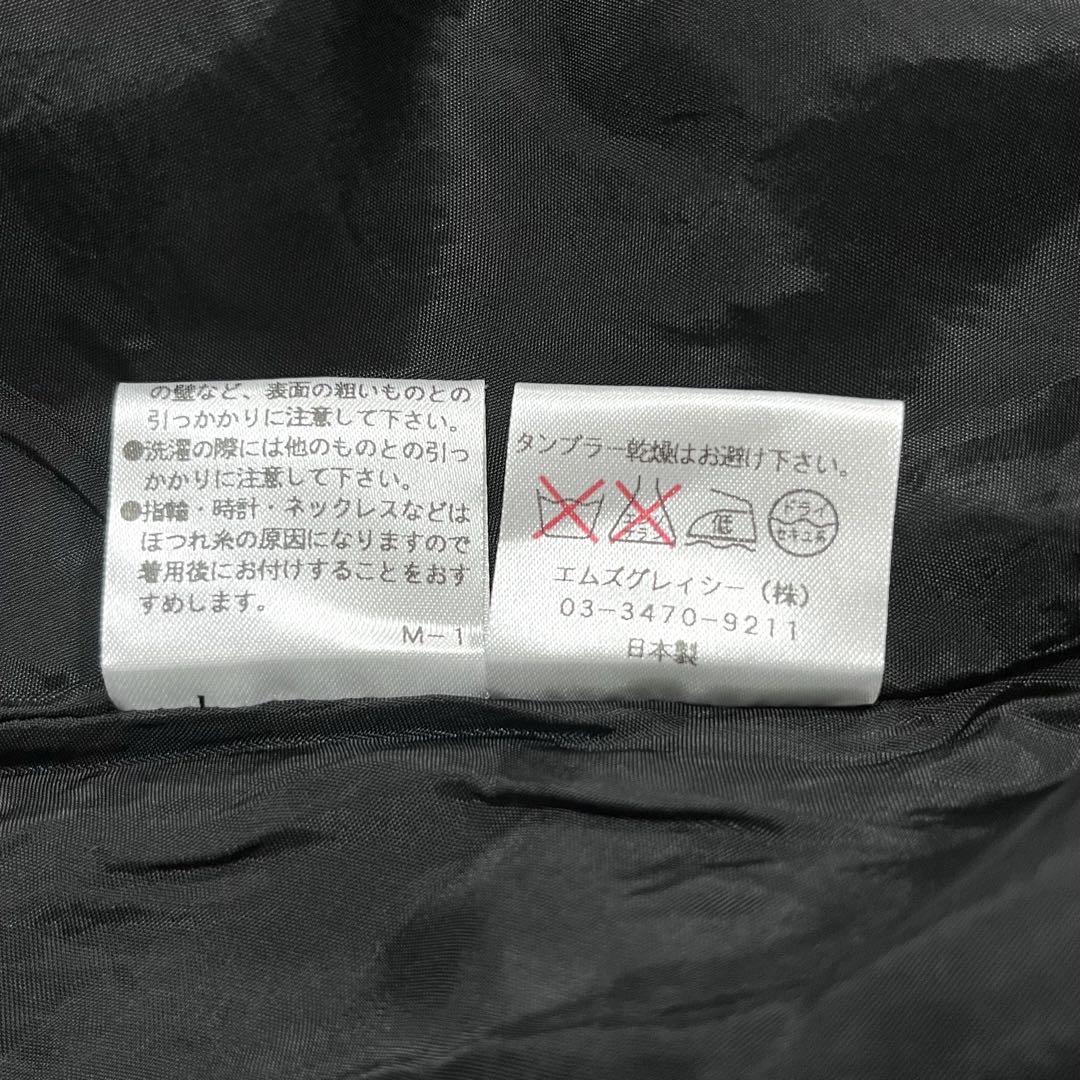 の壁など、表面の粗いものとの
引っかかりに注意して下さい。
●洗濯の際には他のものとの引っ
かかりに注意して下さい。
●指輪・時計・ネックレスなどは
ほつれ糸の原因になりますので
着用後にお付けすることをおす
すめします。
M-1
タンブラー乾燥はお避け下さい。
エンソ
サラシ
低
ドライ
セキユ系
エムズグレイシー(株)
03-3470-9211
日本製